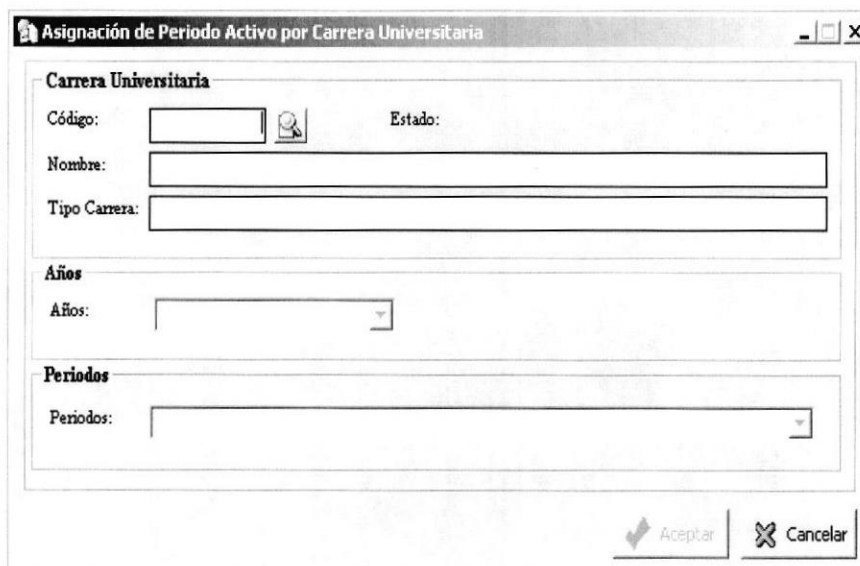 Asignación de Periodo Activo por Carrera Universitaria
Carrera Universitaria
Código: Estado:
Nombre:
Tipo Carrera:
Años
Años:
Periodos
Periodos:
Aceptar Cancelar